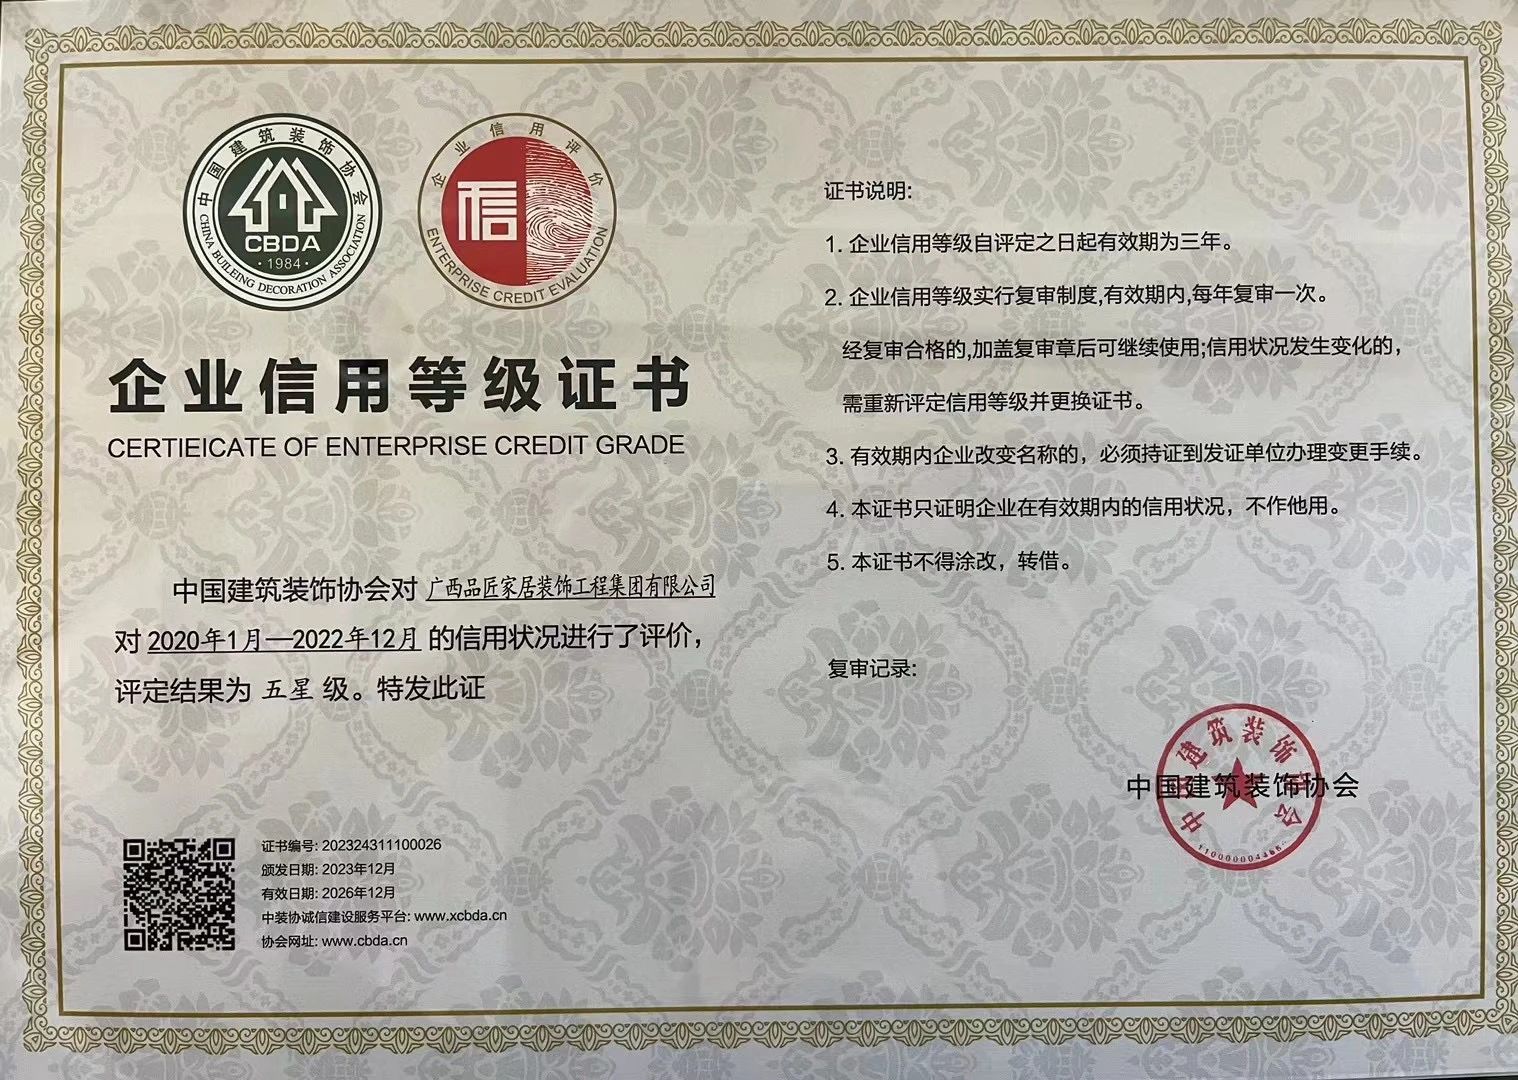 中国建筑装饰协会
CBDA
·1984·
CHINA BUILEING DECORATION ASSOCIATION
企业信用评价
信
ENTERPRISE CREDIT EVALUATION
企业信用等级证书
CERTIEICATE OF ENTERPRISE CREDIT GRADE
中国建筑装饰协会对 广西品匠家居装饰工程集团有限公司
对 2020年1月—2022年12月 的信用状况进行了评价，
评定结果为 五星 级。特发此证
证书编号: 202324311100026
颁发日期: 2023年12月
有效日期: 2026年12月
中装协诚信建设服务平台: www.xcbda.cn
协会网址: www.cbda.cn
证书说明:
1. 企业信用等级自评定之日起有效期为三年。
2. 企业信用等级实行复审制度,有效期内,每年复审一次。
经复审合格的,加盖复审章后可继续使用;信用状况发生变化的，
需重新评定信用等级并更换证书。
3. 有效期内企业改变名称的，必须持证到发证单位办理变更手续。
4. 本证书只证明企业在有效期内的信用状况，不作他用。
5. 本证书不得涂改，转借。
复审记录:
中国建筑装饰协会
中国建筑装饰协会